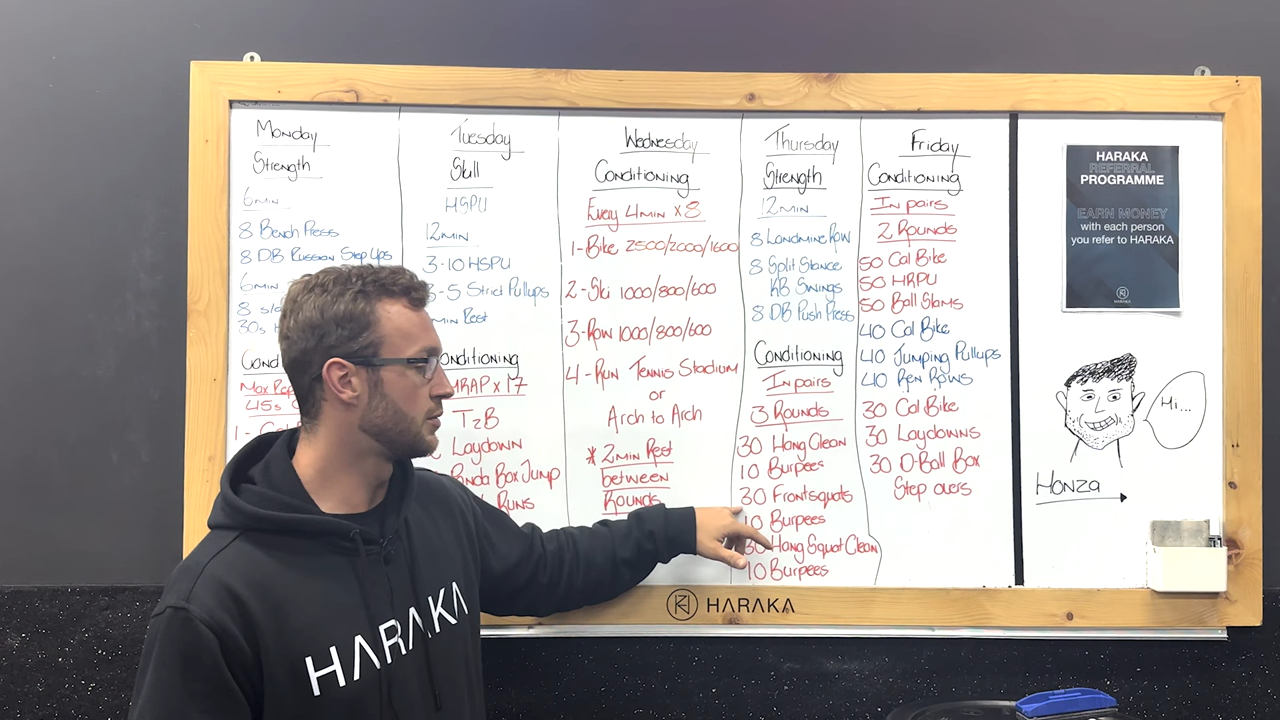 Monday
Strength
6min
8 Bench Press
8 DB Russian Step Ups
6min
30s
Max Rep
45s
Tuesday
Skill
HSPU
12min
3-10 HSPU
3-5 Strict Pullups
Rest
Conditioning
x 17
T2B
Laydown
Box Jump
Runs
Wednesday
Conditioning
Every 4min x 8
1-Bike 2500/2000/1600
2-Ski 1000/800/600
3-Row 1000/800/600
4-Run Tennis Stadium
or
Arch to Arch
* 2min Rest
between
Rounds
Thursday
Strength
12min
8 Landmine Row
8 Split Stance
KB Swings
8 DB Push Press
Conditioning
In pairs
3 Rounds
30 Hang Clean
10 Burpees
30 Frontsquats
10 Burpees
30 Hang Squat Clean
10 Burpees
Friday
Conditioning
In pairs
2 Rounds
50 Cal Bike
50 HRPU
50 Ball Slams
40 Cal Bike
40 Jumping Pullups
40 Ren Rows
30 Cal Bike
30 Laydowns
30 D-Ball Box
Step overs
HARAKA
REFERRAL
PROGRAMME
EARN MONEY
with each person
you refer to HARAKA
HARAKA
Hi...
Honza
HARAKA
HARAKA